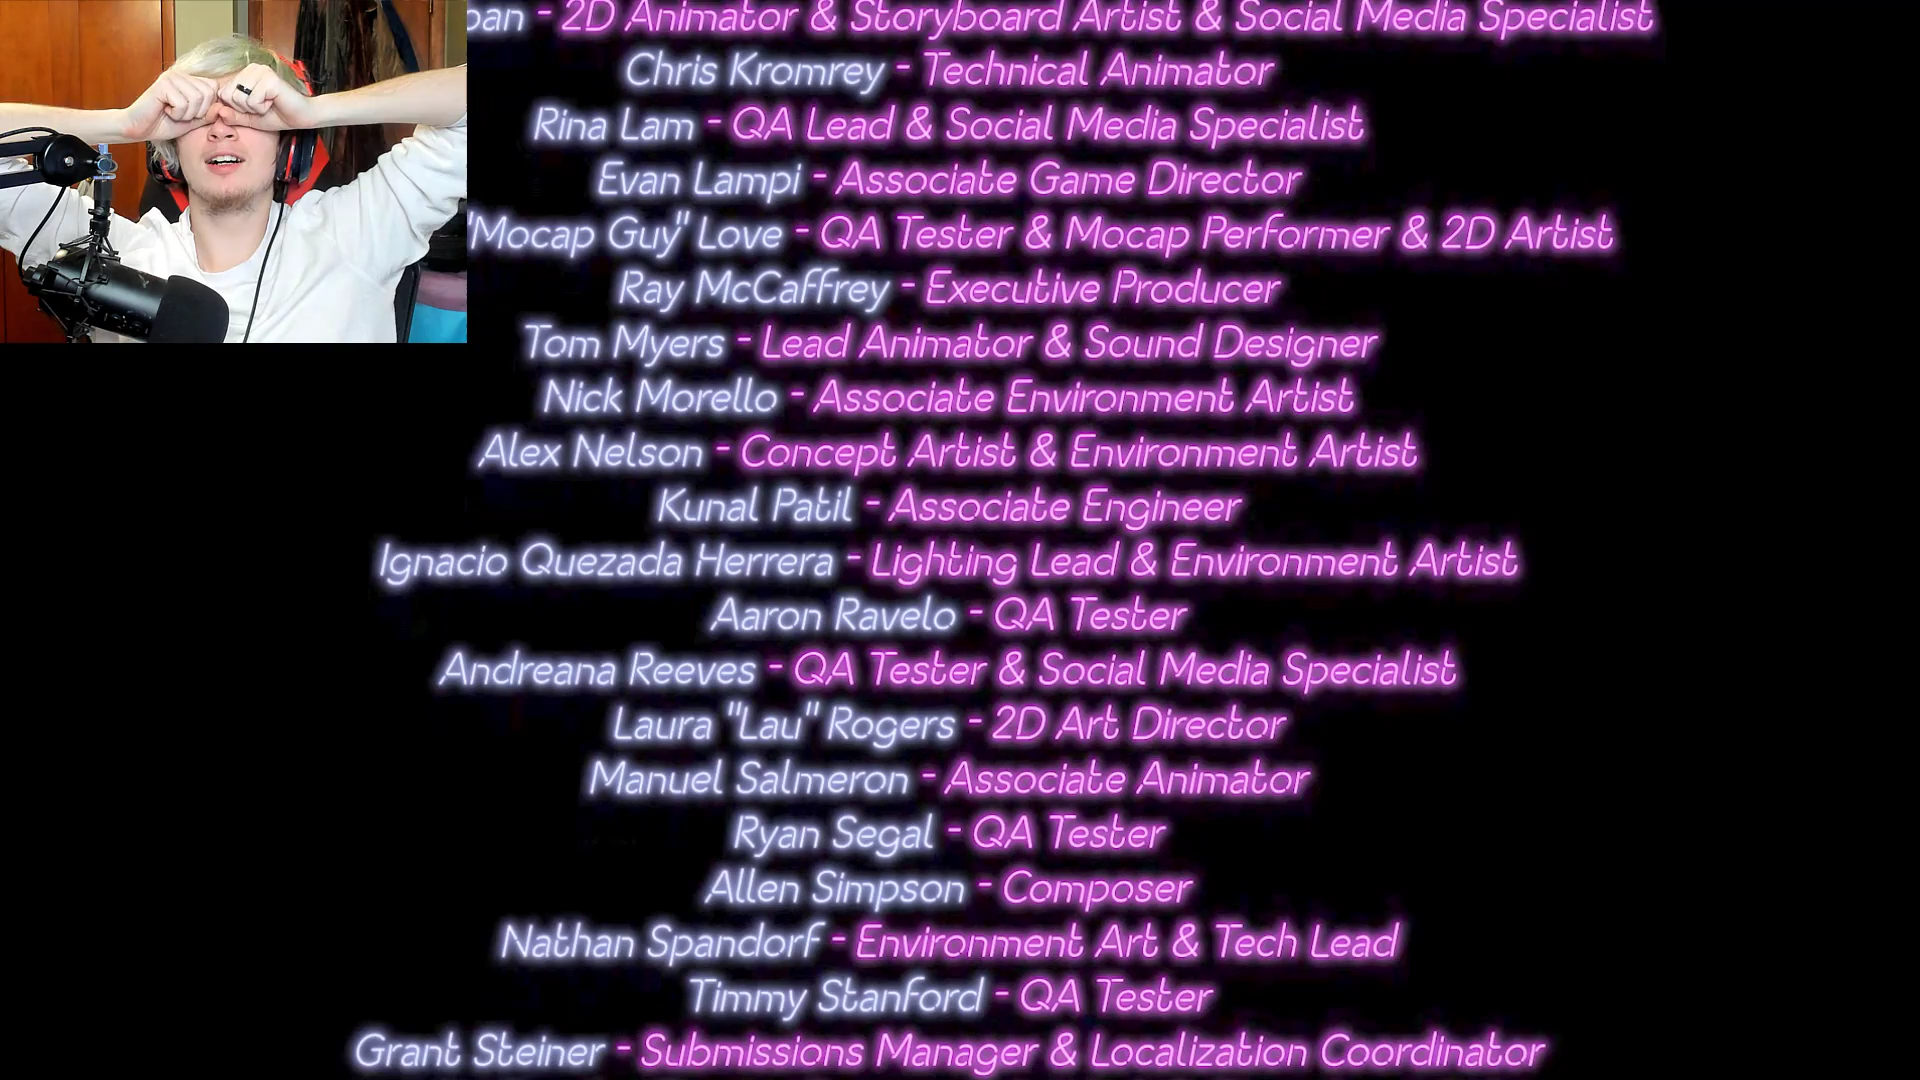 - 2D Animator & Storyboard Artist & Social Media Specialist
Chris Kromrey - Technical Animator
Rina Lam - QA Lead & Social Media Specialist
Evan Lampi - Associate Game Director
"Mocap Guy" Love - QA Tester & Mocap Performer & 2D Artist
Ray McCaffrey - Executive Producer
Tom Myers - Lead Animator & Sound Designer
Nick Morello - Associate Environment Artist
Alex Nelson - Concept Artist & Environment Artist
Kunal Patil - Associate Engineer
Ignacio Quezada Herrera - Lighting Lead & Environment Artist
Aaron Ravelo - QA Tester
Andreana Reeves - QA Tester & Social Media Specialist
Laura "Lau" Rogers - 2D Art Director
Manuel Salmeron - Associate Animator
Ryan Segal - QA Tester
Allen Simpson - Composer
Nathan Spandorf - Environment Art & Tech Lead
Timmy Stanford - QA Tester
Grant Steiner - Submissions Manager & Localization Coordinator